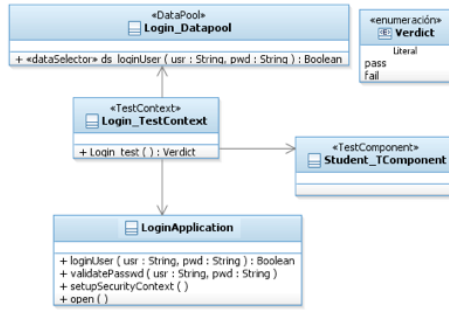 «DataPool»
Login_Datapool
+ «dataSelector» ds_loginUser ( usr : String, pwd : String ) : Boolean
«enumeración»
Verdict
Literal
pass
fail
«TestContext»
Login_TestContext
+ Login_test ( ) : Verdict
«TestComponent»
Student_TComponent
LoginApplication
+ loginUser ( usr : String, pwd : String ) : Boolean
+ validatePasswd ( usr : String, pwd : String )
+ setupSecurityContext ( )
+ open ( )